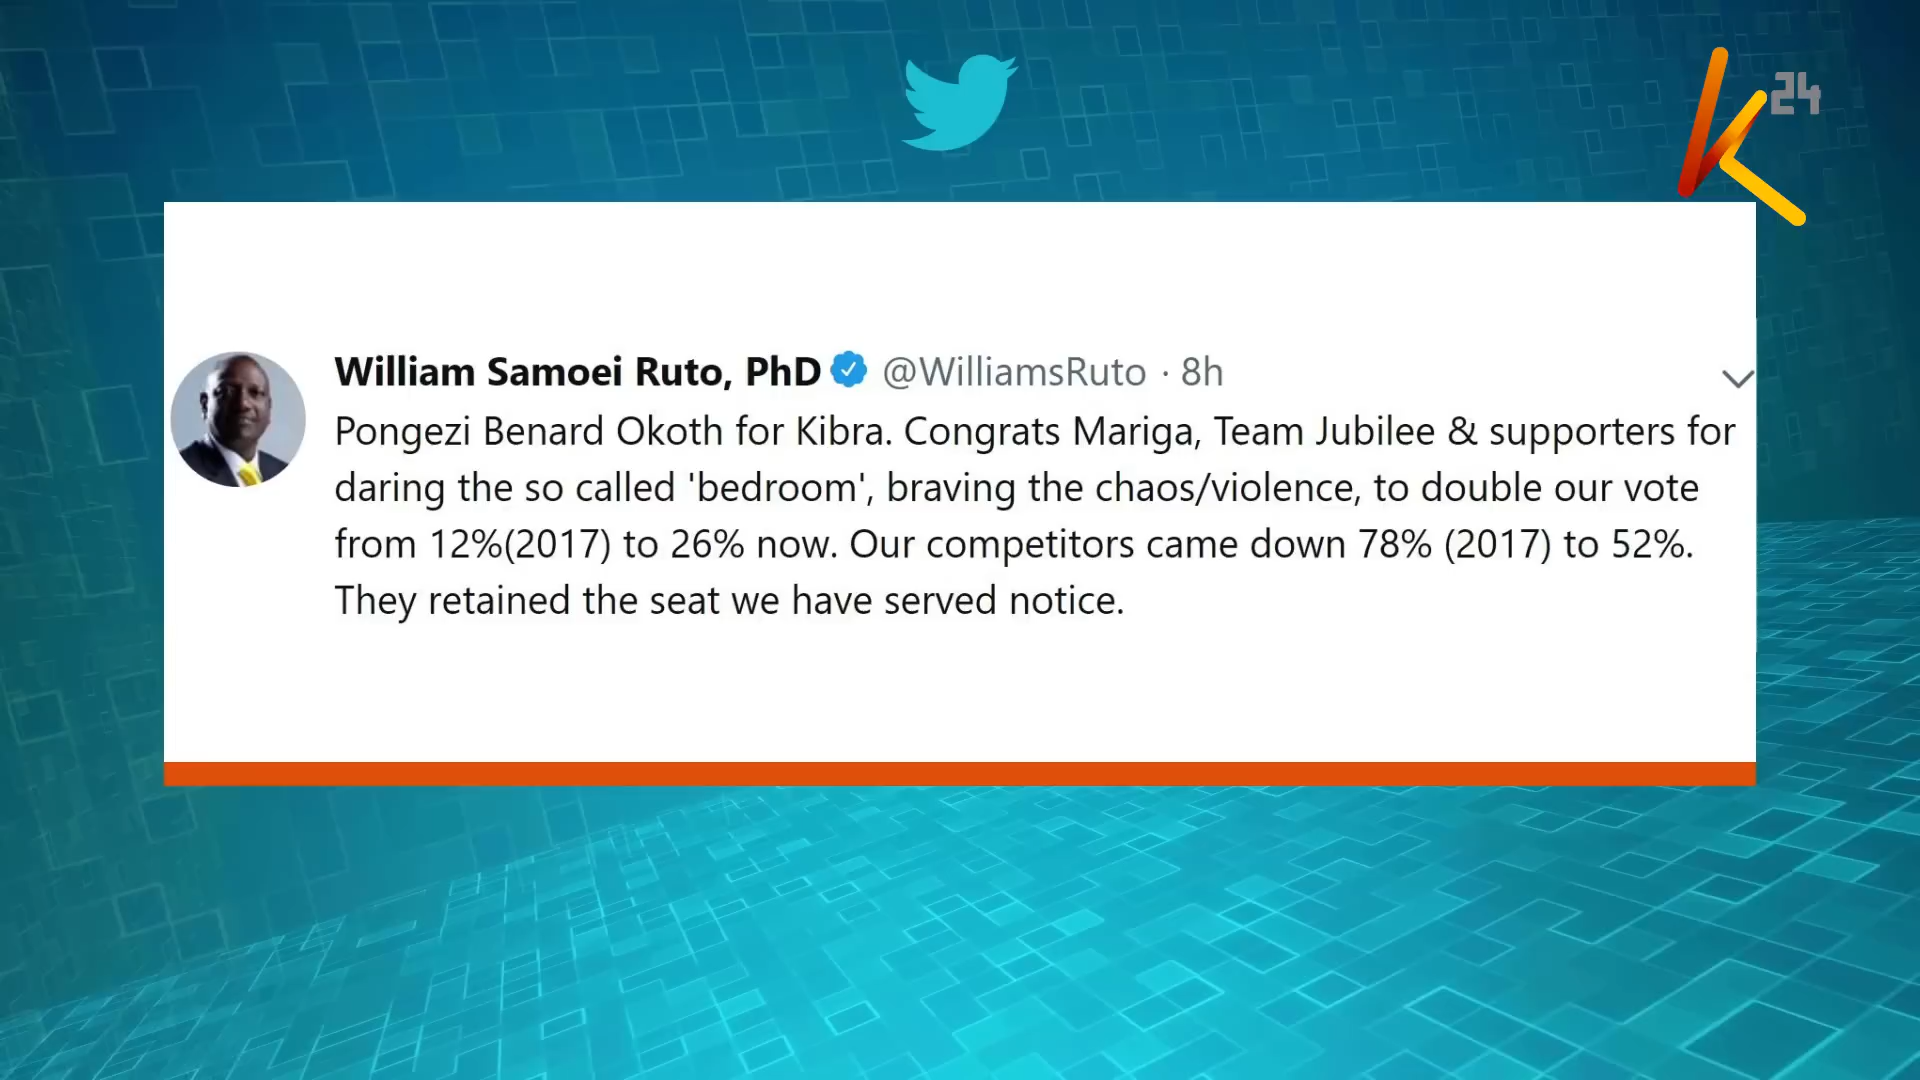 24
William Samoei Ruto, PhD @WilliamsRuto · 8h
Pongezi Benard Okoth for Kibra. Congrats Mariga, Team Jubilee & supporters for
daring the so called 'bedroom', braving the chaos/violence, to double our vote
from 12%(2017) to 26% now. Our competitors came down 78% (2017) to 52%.
They retained the seat we have served notice.